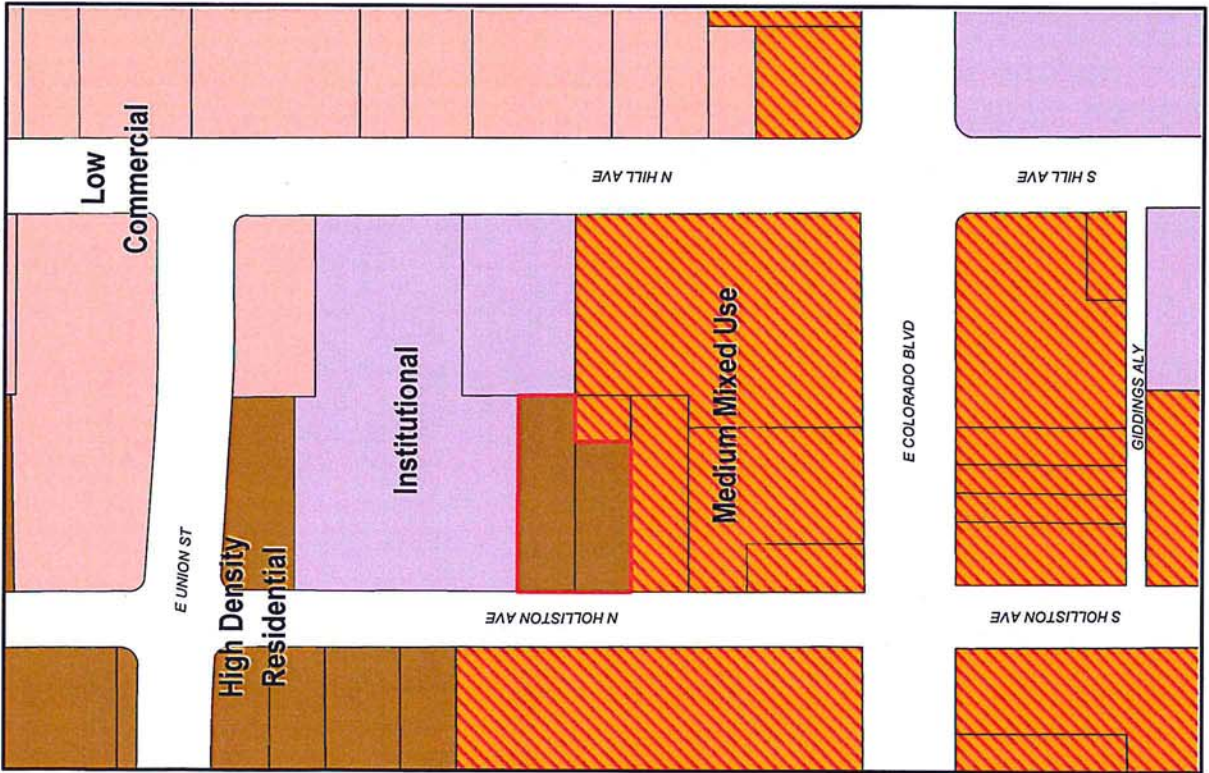 Low
Commercial
N HILL AVE
S HILL AVE
E UNION ST
Institutional
Medium Mixed Use
E COLORADO BLVD
GIDDINGS ALY
High Density
Residential
N HOLLISTON AVE
S HOLLISTON AVE